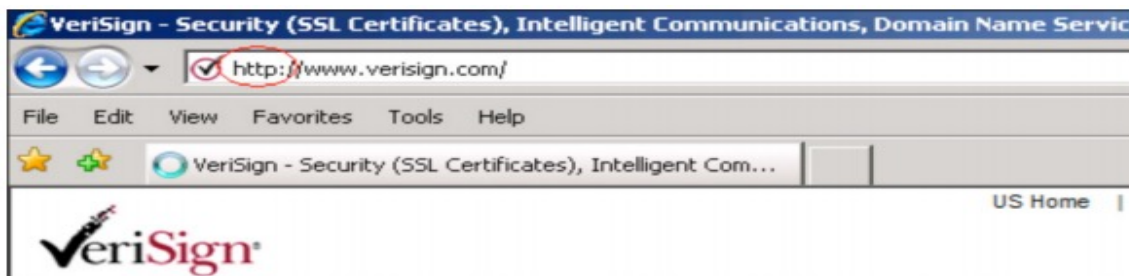 VeriSign - Security (SSL Certificates), Intelligent Communications, Domain Name Servic
http://www.verisign.com/
File Edit View Favorites Tools Help
VeriSign - Security (SSL Certificates), Intelligent Com...
US Home |
VeriSign